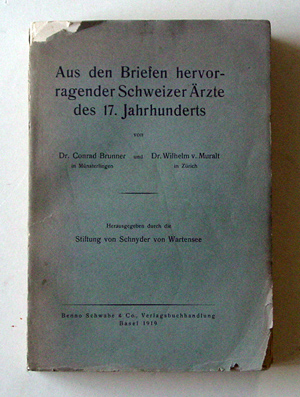 Aus den Briefen hervor-
ragender Schweizer Ärzte
des 17. Jahrhunderts
von
Dr. Conrad Brunner und Dr. Wilhelm v. Muralt
in Münsterlingen in Zürich
Herausgegeben durch die
Stiftung von Schnyder von Wartensee
Benno Schwabe & Co., Verlagsbuchhandlung
Basel 1919